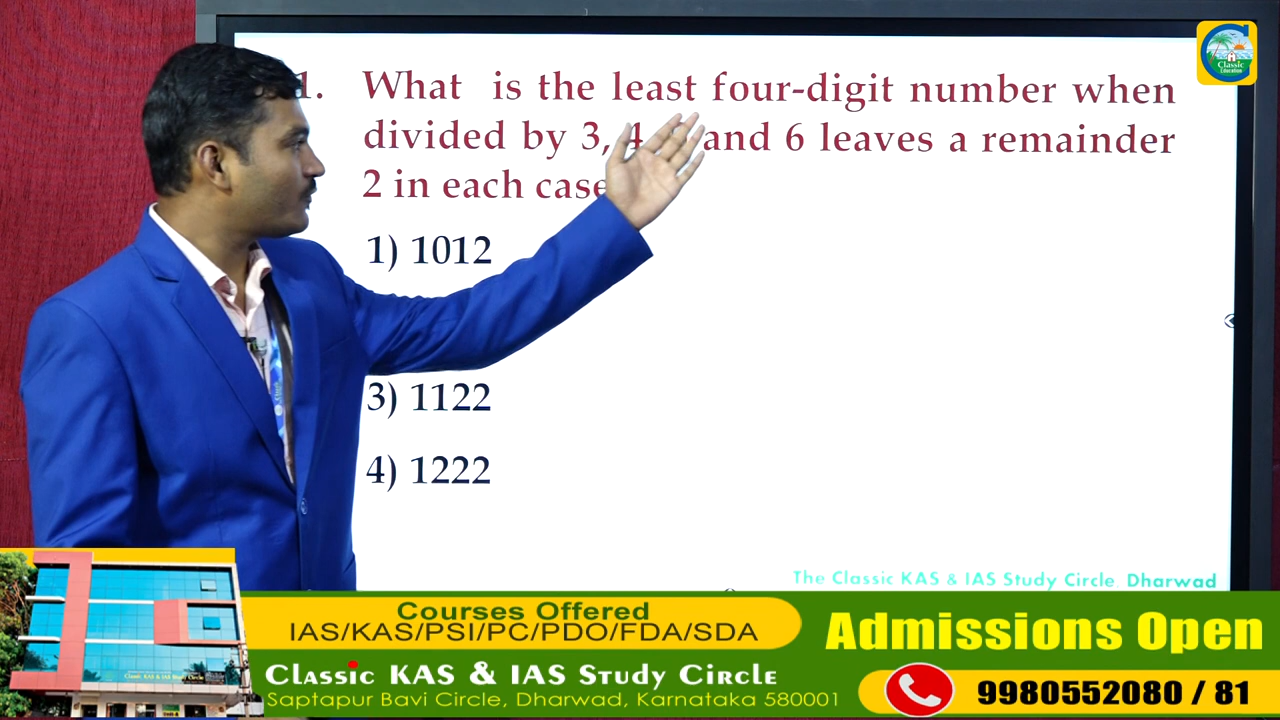 Classic
Education
1. What is the least four-digit number when
divided by 3, 4 and 6 leaves a remainder
2 in each case
1) 1012
3) 1122
4) 1222
The Classic KAS & IAS Study Circle, Dharwad
Courses Offered
IAS/KAS/PSI/PC/PDO/FDA/SDA
Admissions Open
Classic KAS & IAS Study Circle
Saptapur Bavi Circle, Dharwad, Karnataka 580001
9980552080 / 81